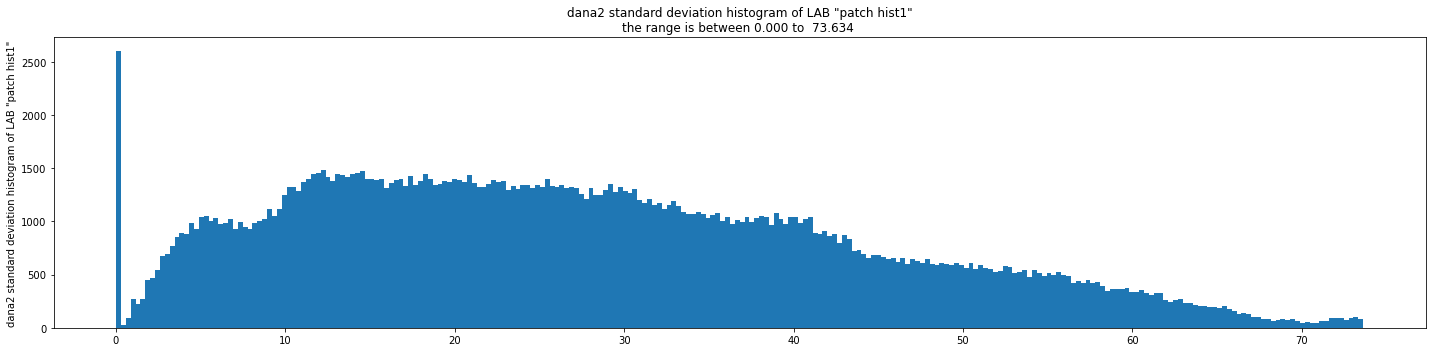 dana2 standard deviation histogram of LAB "patch hist1"
the range is between 0.000 to  73.634
dana2 standard deviation histogram of LAB "patch hist1"
2500
2000
1500
1000
500
0
0 10 20 30 40 50 60 70